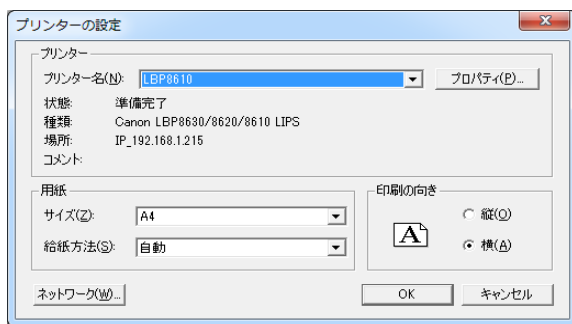 プリンターの設定
プリンター
プリンター名(N): LBP8610 プロパティ(P)...
状態: 準備完了
種類: Canon LBP8630/8620/8610 LIPS
場所: IP_192.168.1.215
コメント:
用紙
サイズ(Z): A4
給紙方法(S): 自動
印刷の向き
A
縦(O)
横(A)
ネットワーク(W)... OK キャンセル